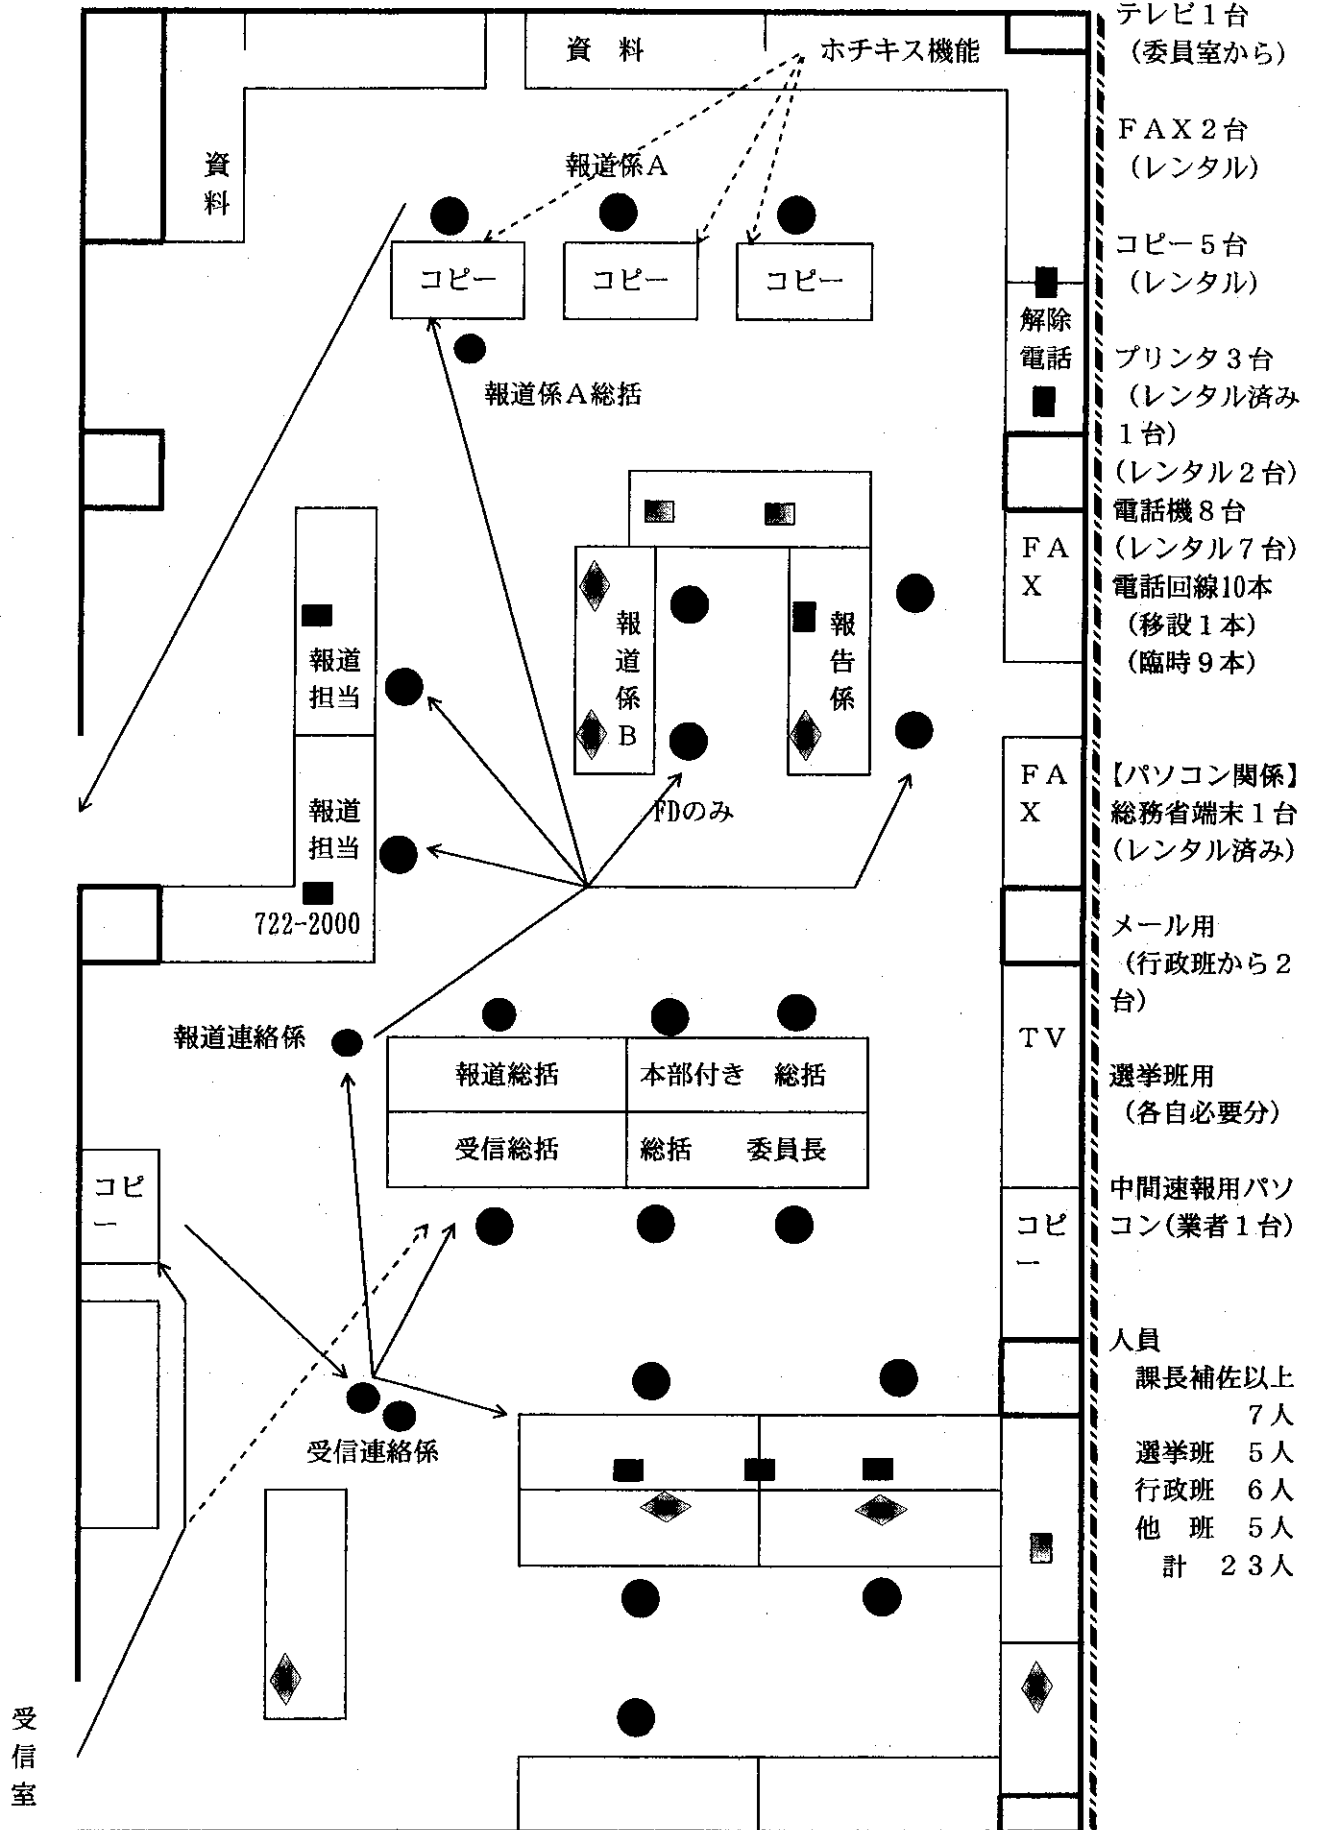 資　料
ホチキス機能
資
料
報道係A
コピー
コピー
コピー
報道係A総括
解除
電話
FA
X
報道
担当
報道係B
報告係
FDのみ
報道
担当
722-2000
FA
X
報道連絡係
報道総括
本部付き　総括
受信総括
総括　　委員長
TV
コピ
ー
コピ
ー
受信連絡係
受信室
テレビ1台
（委員室から）
FAX2台
（レンタル）
コピー5台
（レンタル）
プリンタ3台
（レンタル済み
1台）
（レンタル2台）
電話機8台
（レンタル7台）
電話回線10本
（移設1本）
（臨時9本）
【パソコン関係】
総務省端末1台
（レンタル済み）
メール用
（行政班から2
台）
選挙班用
（各自必要分）
中間速報用パソ
コン(業者1台)
人員
課長補佐以上
7人
選挙班　5人
行政班　6人
他　班　5人
計　23人